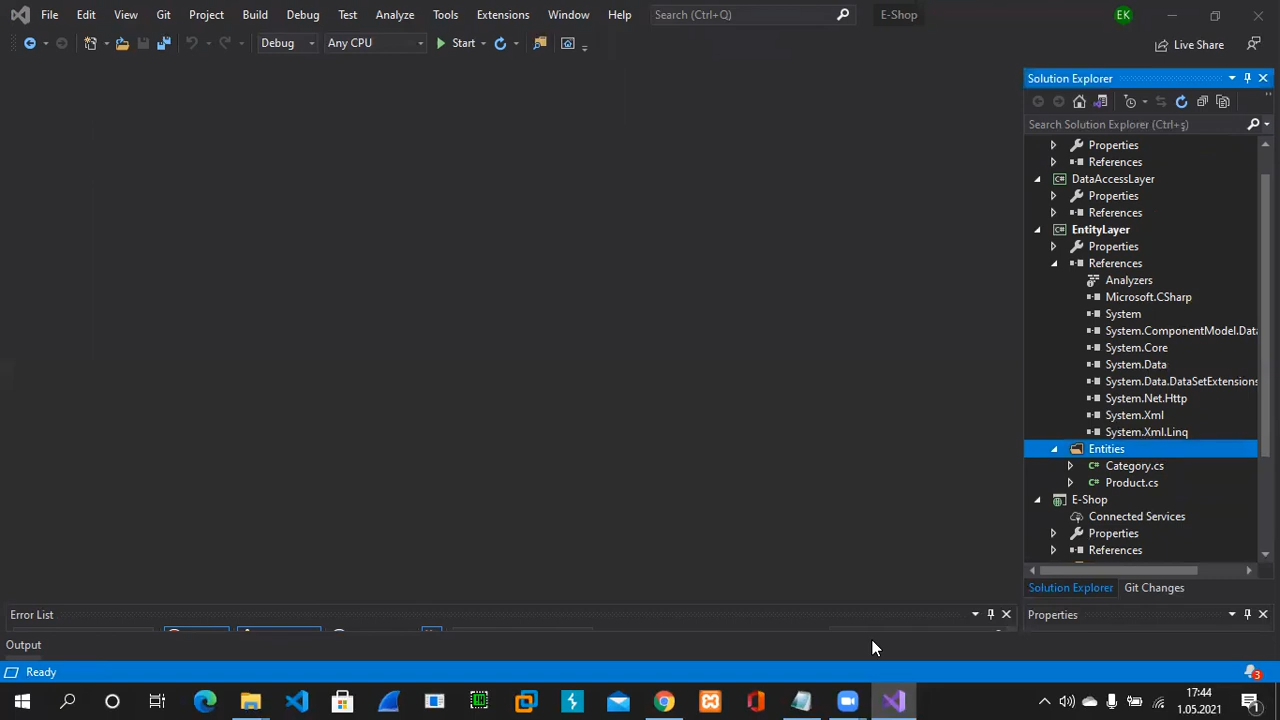 File Edit View Git Project Build Debug Test Analyze Tools Extensions Window Help Search (Ctrl+Q) E-Shop EK
Debug Any CPU Start Live Share
Solution Explorer
Search Solution Explorer (Ctrl+ş)
Properties
References
DataAccessLayer
Properties
References
EntityLayer
Properties
References
Analyzers
Microsoft.CSharp
System
System.ComponentModel.Dat
System.Core
System.Data
System.Data.DataSetExtensions
System.Net.Http
System.Xml
System.Xml.Linq
Entities
Category.cs
Product.cs
E-Shop
Connected Services
Properties
References
Solution Explorer Git Changes
Error List
Properties
Output
Ready
3
17:44
1.05.2021
1